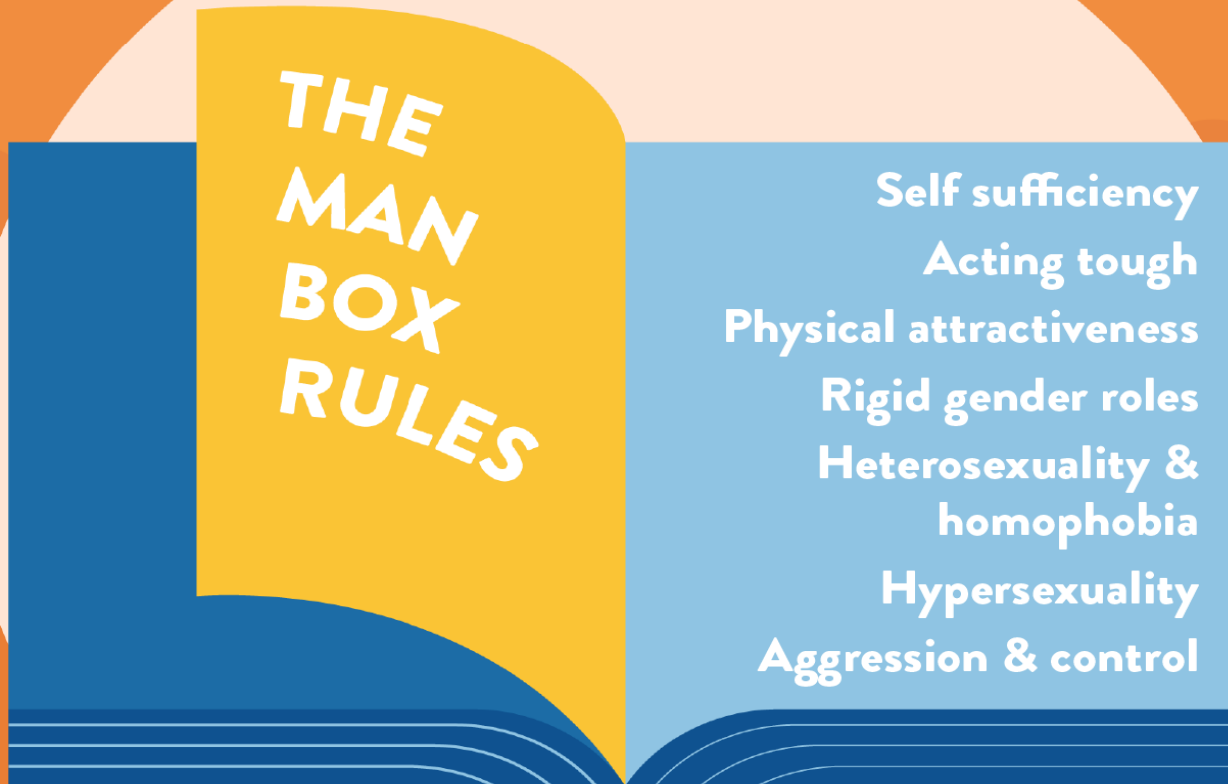 THE
MAN
BOX
RULES
Self sufficiency
Acting tough
Physical attractiveness
Rigid gender roles
Heterosexuality &
homophobia
Hypersexuality
Aggression & control